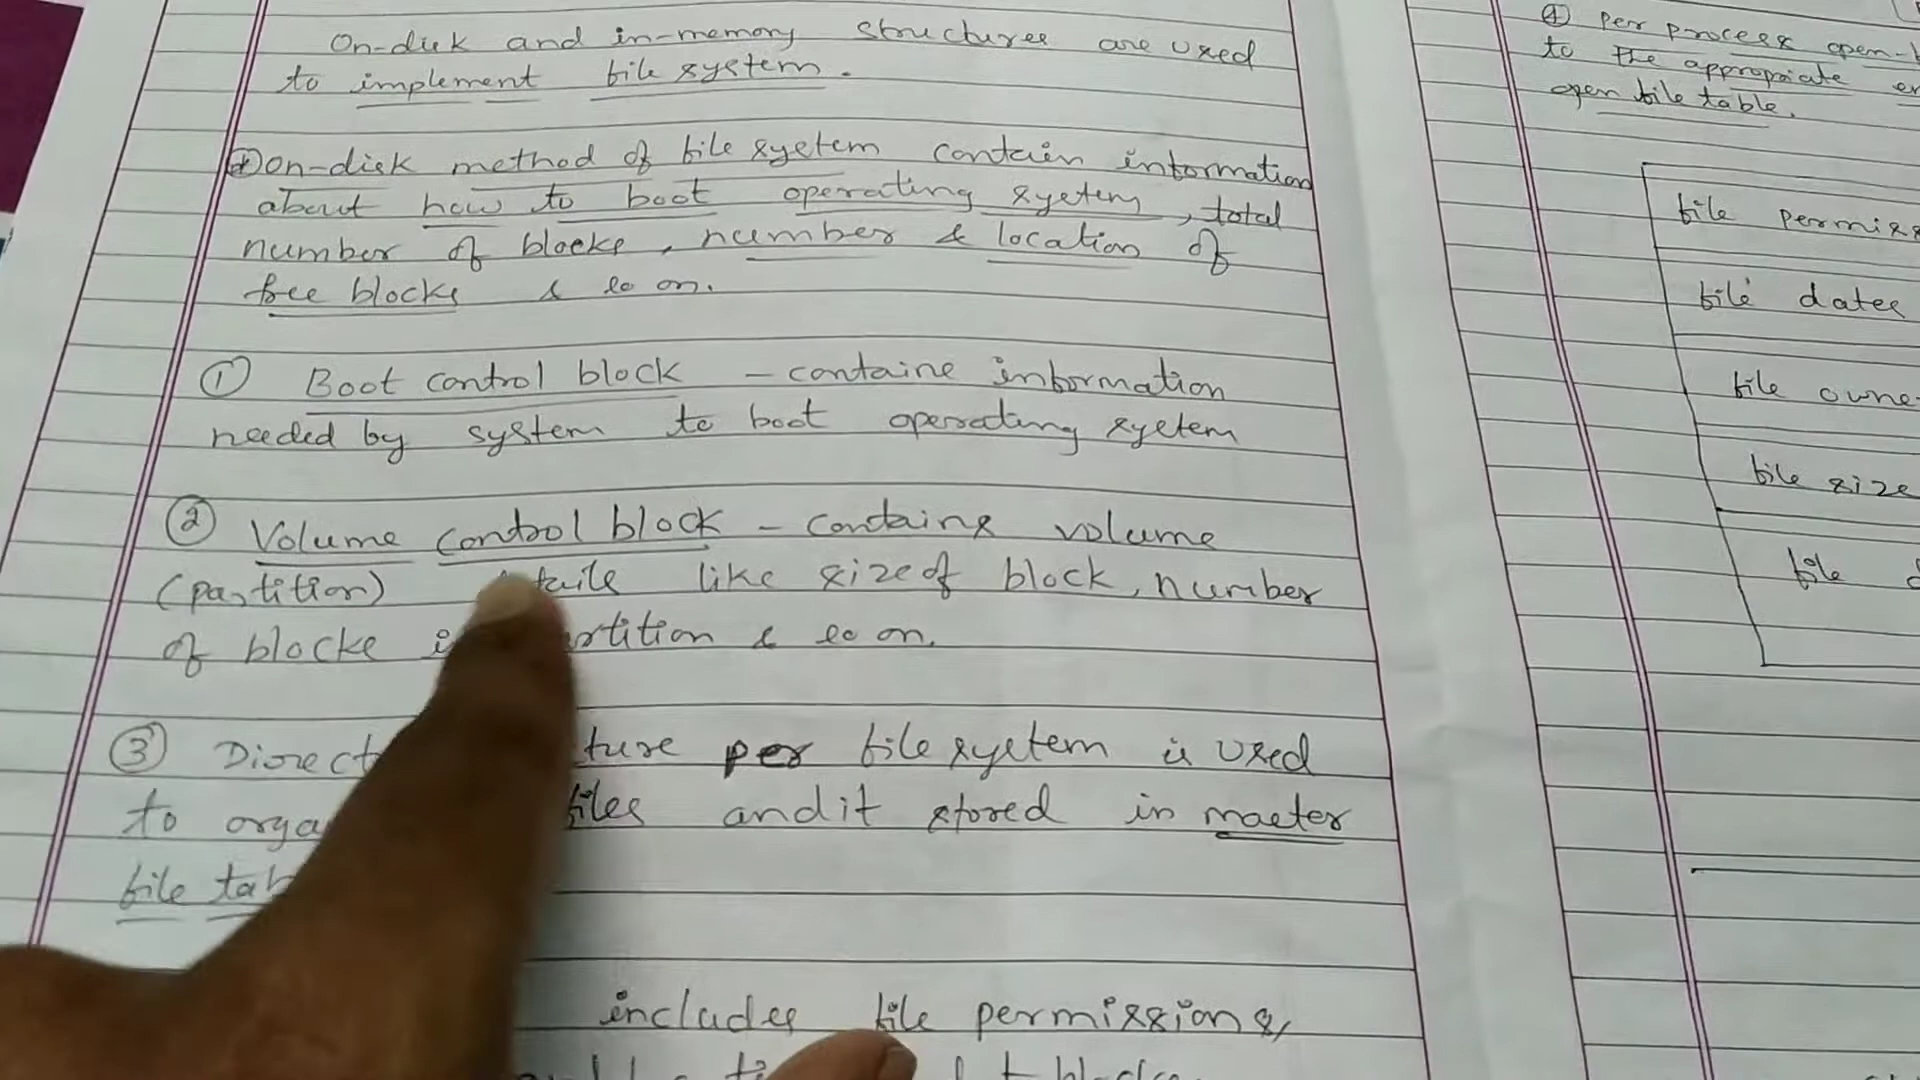 On-disk and in-memory structures are used
to implement file system.
On-disk method of file system contain information
about how to boot operating system, total
number of blocks, number & location of
free blocks & so on.
① Boot control block - contains information
needed by system to boot operating system
② Volume control block - contains volume
(partition) like size of block, number
of blocks & so on.
③ per file system is used
to files and it stored in master
file
includes file permissions,
④ Per process open-
to the appropriate
open file table.
file
file dates
file
file size
file